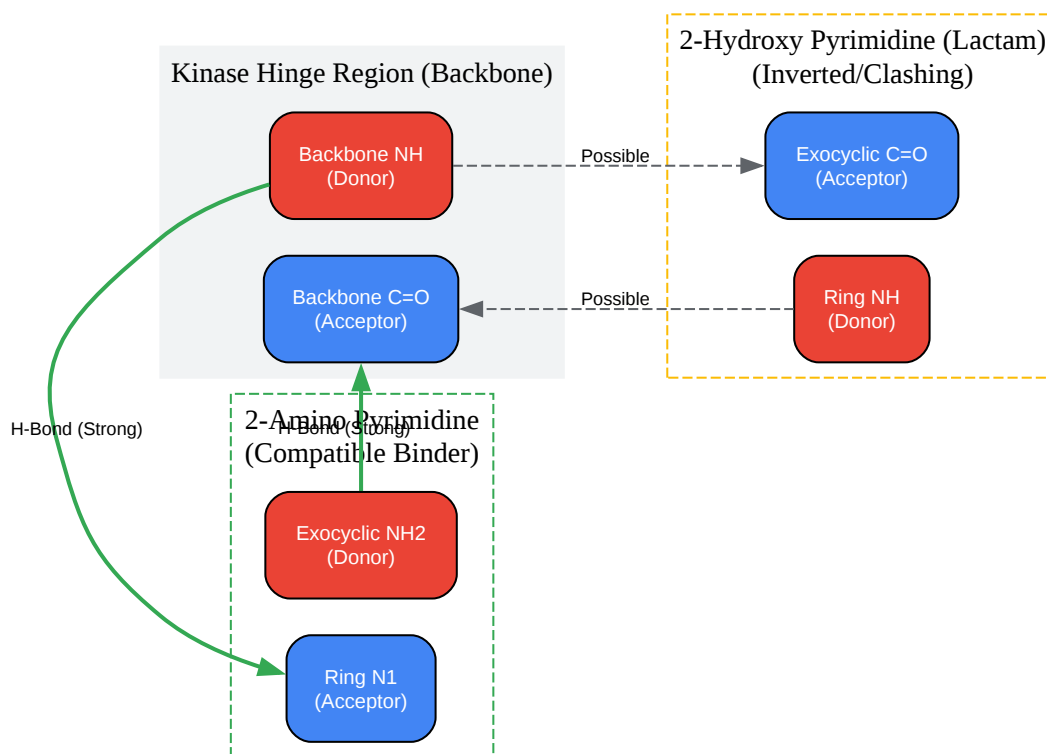 2-Hydroxy Pyrimidine (Lactam)
(Inverted/Clashing)
Kinase Hinge Region (Backbone)
Backbone NH
(Donor)
Possible
Exocyclic C=O
(Acceptor)
Backbone C=O
(Acceptor)
Possible
Ring NH
(Donor)
2-Amino Pyrimidine
(Compatible Binder)
H-Bond (Strong)
H-Bond (Strong)
Exocyclic NH2
(Donor)
Ring N1
(Acceptor)